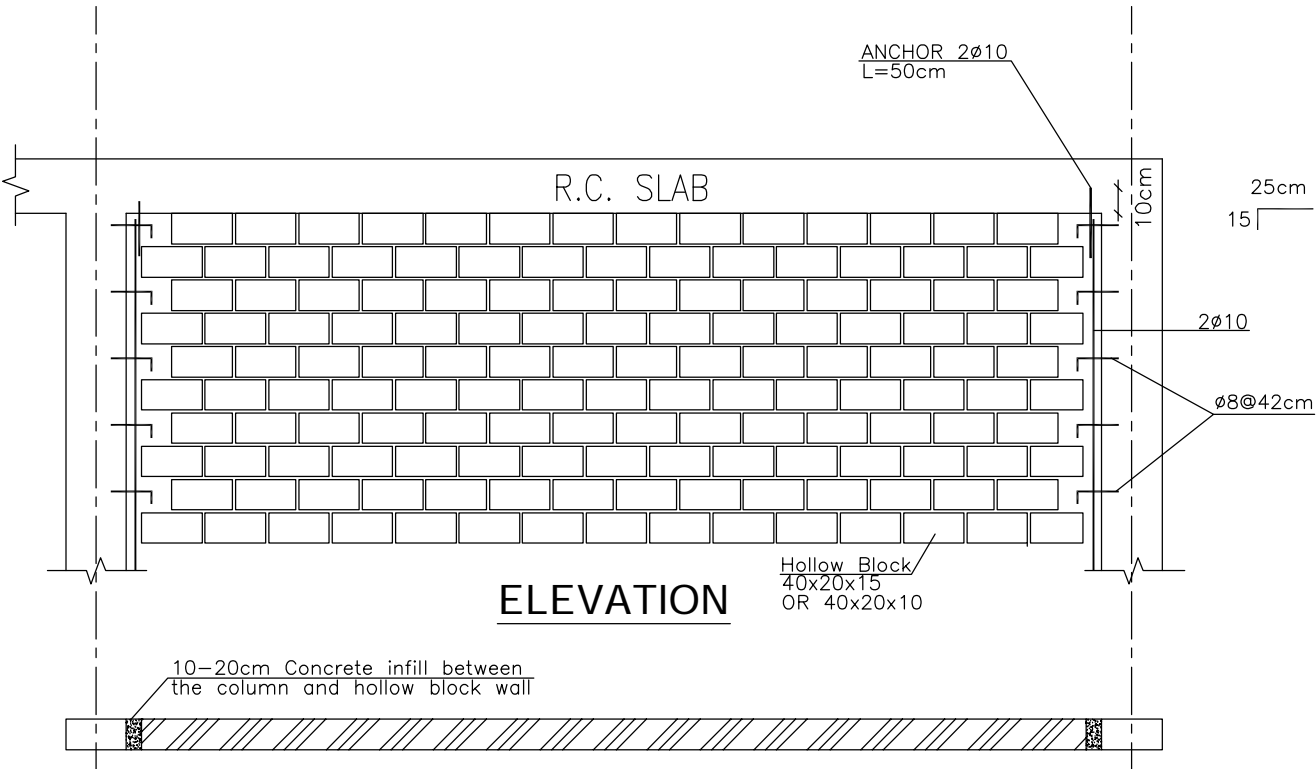 ANCHOR 2ø10
L=50cm
R.C. SLAB
10cm
25cm
15
2ø10
ø8@42cm
Hollow Block
40x20x15
OR 40x20x10
ELEVATION
10-20cm Concrete infill between
the column and hollow block wall